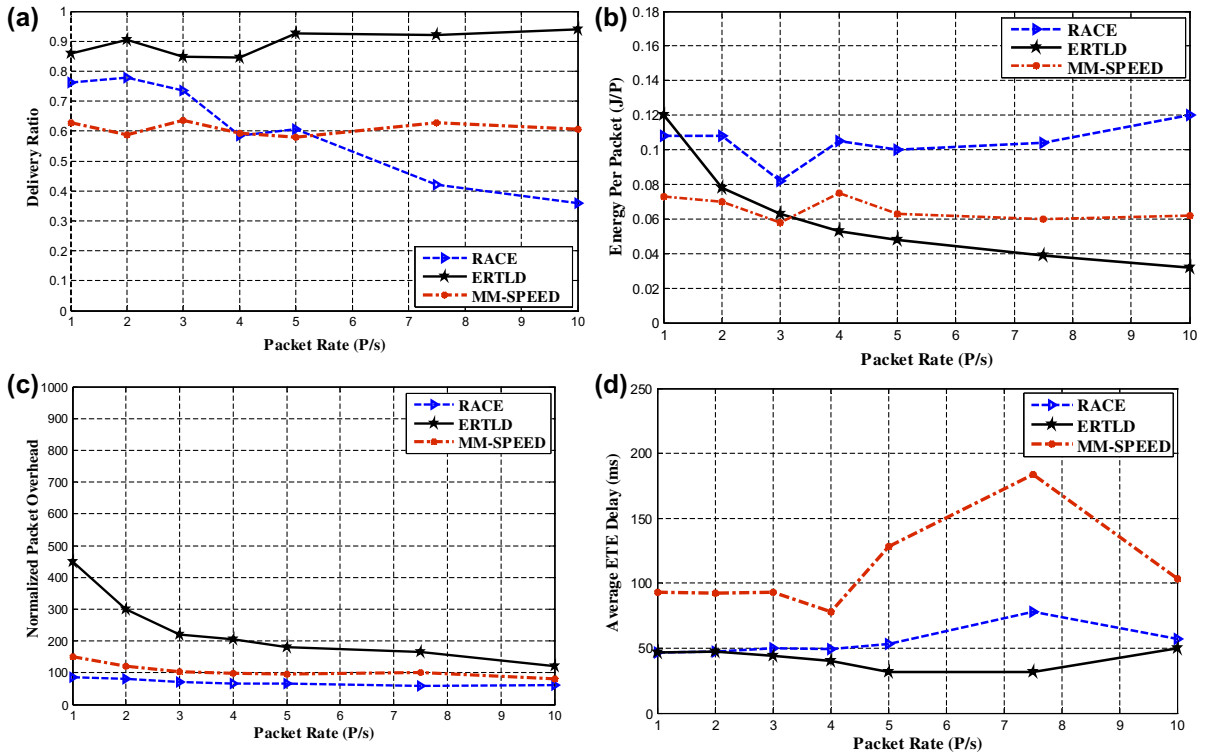 (a)
1
0.9
0.8
0.7
0.6
0.5
0.4
0.3
0.2
0.1
0
Delivery Ratio
RACE
ERTLD
MM-SPEED
1 2 3 4 5 6 7 8 9 10
Packet Rate (P/s)
(b)
0.18
0.16
0.14
0.12
0.1
0.08
0.06
0.04
0.02
0
Energy Per Packet (J/P)
RACE
ERTLD
MM-SPEED
1 2 3 4 5 6 7 8 9 10
Packet Rate (P/s)
(c)
1000
900
800
700
600
500
400
300
200
100
0
Normalized Packet Overhead
RACE
ERTLD
MM-SPEED
1 2 3 4 5 6 7 8 9 10
Packet Rate (P/s)
(d)
250
200
150
100
50
0
Average ETE Delay (ms)
RACE
ERTLD
MM-SPEED
1 2 3 4 5 6 7 8 9 10
Packet Rate (P/s)